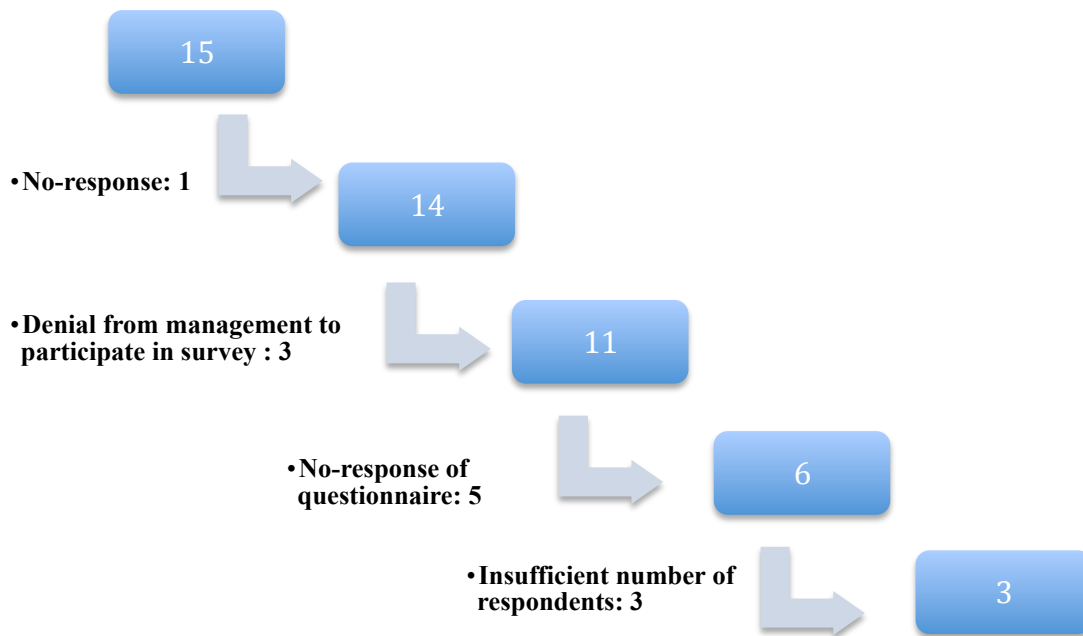 15
•No-response: 1
14
•Denial from management to
participate in survey : 3
11
•No-response of
questionnaire: 5
6
•Insufficient number of
respondents: 3
3